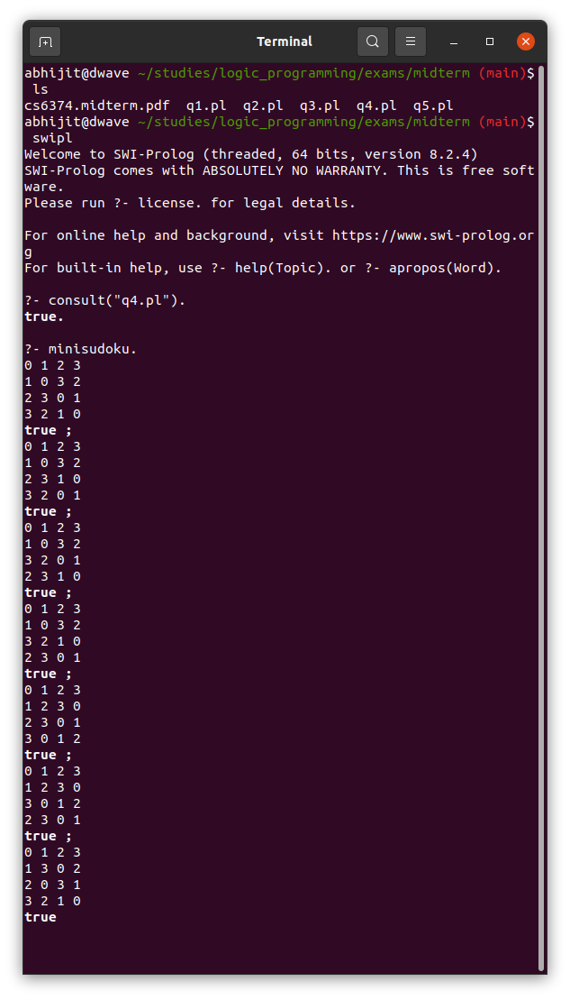 Terminal
abhijit@dwave ~/studies/logic_programming/exams/midterm (main)$
 ls
cs6374.midterm.pdf  q1.pl  q2.pl  q3.pl  q4.pl  q5.pl
abhijit@dwave ~/studies/logic_programming/exams/midterm (main)$
 swipl
Welcome to SWI-Prolog (threaded, 64 bits, version 8.2.4)
SWI-Prolog comes with ABSOLUTELY NO WARRANTY. This is free soft
ware.
Please run ?- license. for legal details.

For online help and background, visit https://www.swi-prolog.or
g
For built-in help, use ?- help(Topic). or ?- apropos(Word).

?- consult("q4.pl").
true.

?- minisudoku.
0 1 2 3
1 0 3 2
2 3 0 1
3 2 1 0
true ;
0 1 2 3
1 0 3 2
2 3 1 0
3 2 0 1
true ;
0 1 2 3
1 0 3 2
3 2 0 1
2 3 1 0
true ;
0 1 2 3
1 0 3 2
3 2 1 0
2 3 0 1
true ;
0 1 2 3
1 2 3 0
2 3 0 1
3 0 1 2
true ;
0 1 2 3
1 2 3 0
3 0 1 2
2 3 0 1
true ;
0 1 2 3
1 3 0 2
2 0 3 1
3 2 1 0
true